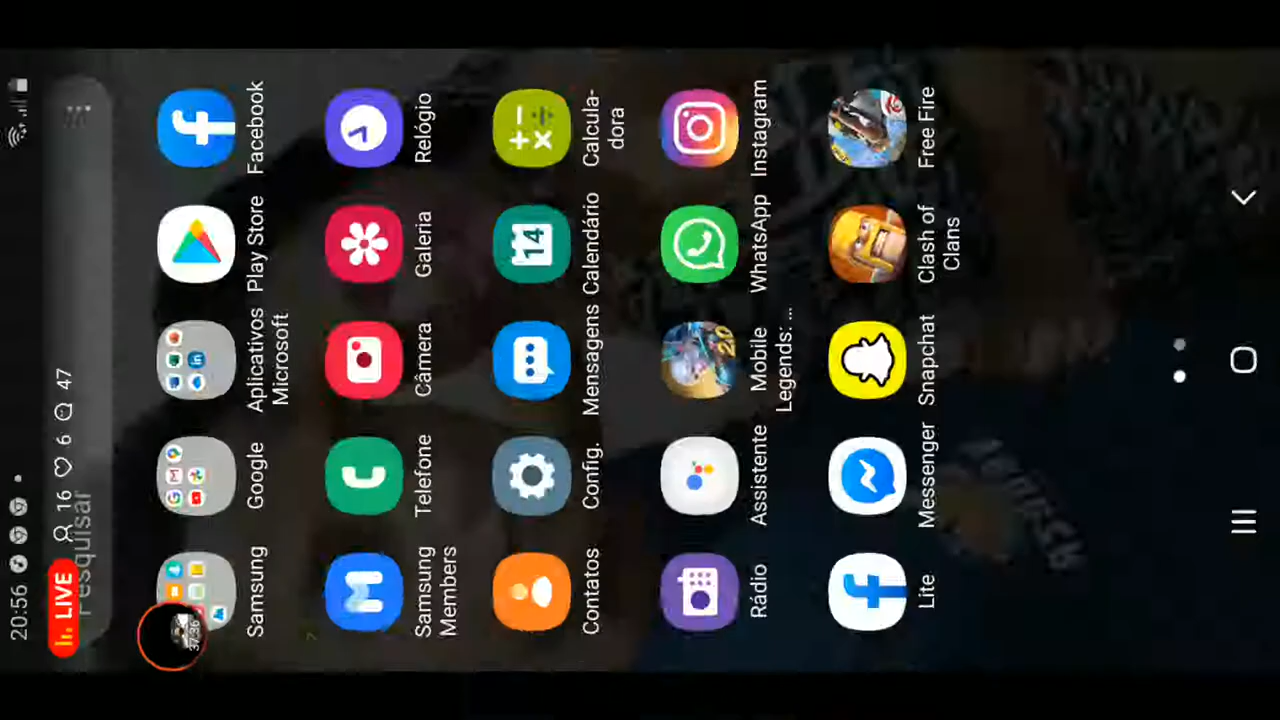 20:56
LIVE 16 6 47
Pesquisar
Samsung
Google
Aplicativos
Microsoft
Play Store
Facebook
Samsung
Members
Telefone
Câmera
Galeria
Relógio
Contatos
Config.
Mensagens
14
Calendário
Calcula-
dora
Rádio
Assistente
20
Mobile
Legends: ...
WhatsApp
Instagram
Lite
Messenger
Snapchat
Clash of
Clans
Free Fire